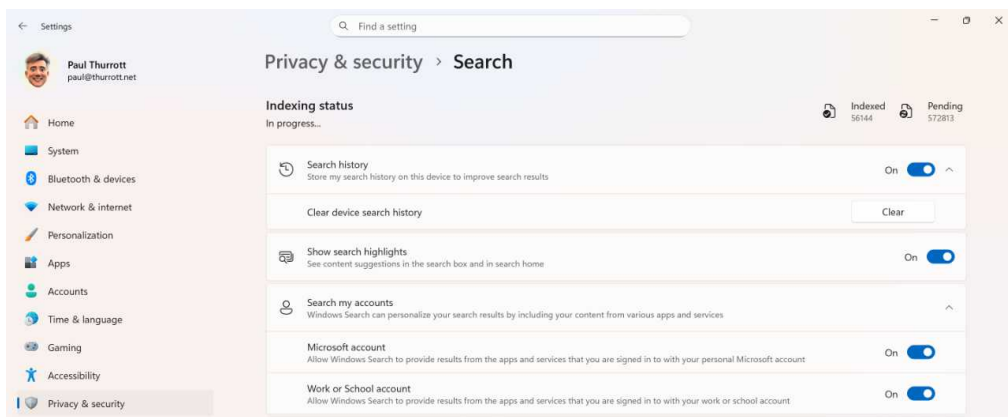 Settings
Find a setting
Paul Thurrott
paul@thurrott.net
Home
System
Bluetooth & devices
Network & internet
Personalization
Apps
Accounts
Time & language
Gaming
Accessibility
Privacy & security
Privacy & security > Search
Indexing status
In progress...
Indexed
56144
Pending
572813
Search history
Store my search history on this device to improve search results
On
Clear device search history
Clear
Show search highlights
See content suggestions in the search box and in search home
On
Search my accounts
Windows Search can personalize your search results by including your content from various apps and services
Microsoft account
Allow Windows Search to provide results from the apps and services that you are signed in to with your personal Microsoft account
On
Work or School account
Allow Windows Search to provide results from the apps and services that you are signed in to with your work or school account
On